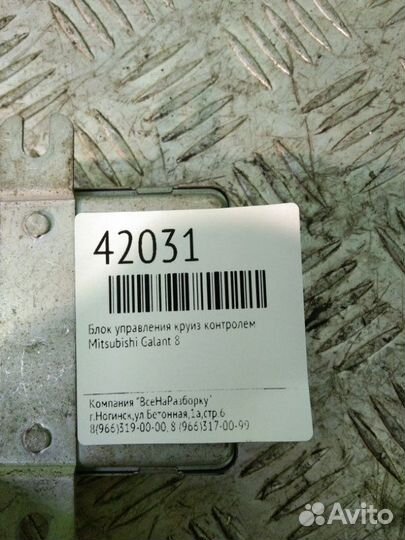 42031
Блок управления круиз контролем
Mitsubishi Galant 8
Компания "ВсеНаРазборку"
г.Ногинск,ул.Бетонная,1а,стр.6
8(966)319-00-00, 8 (966)317-00-99
Avito